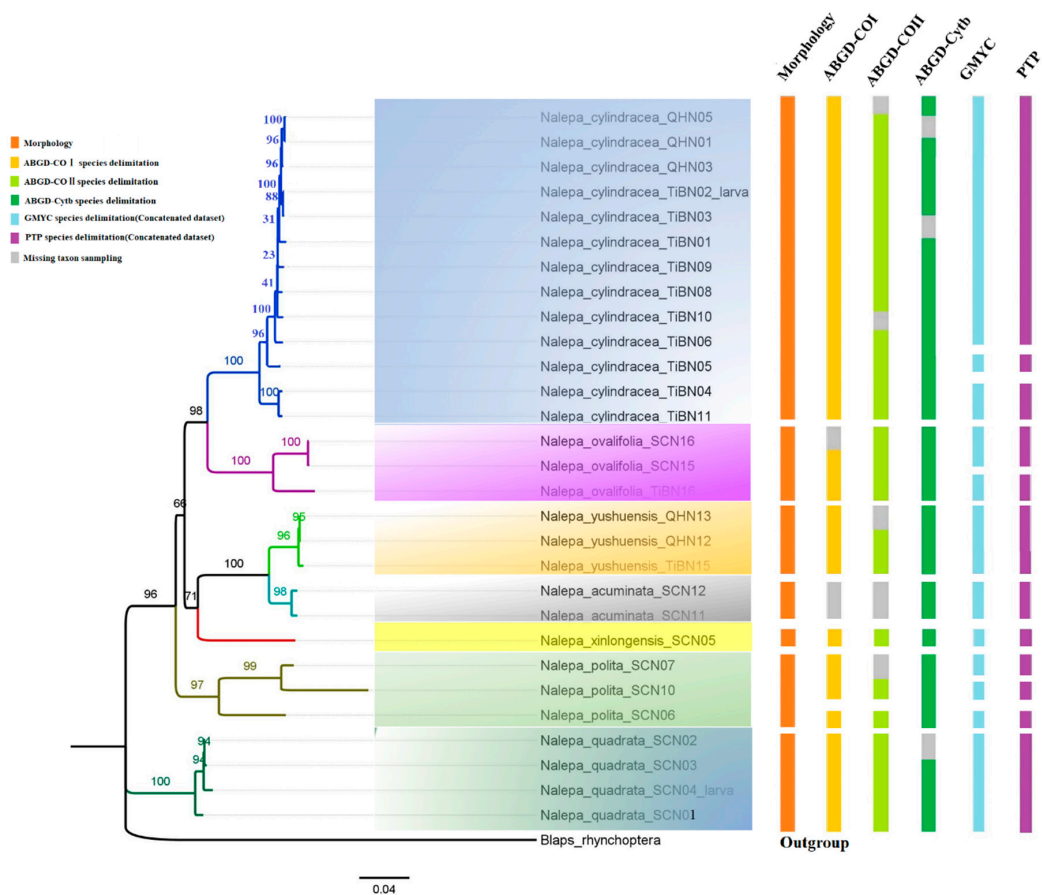 Morphology
ABGD-COI
ABGD-COII
ABGD-Cytb
GMYC
PTP
Morphology
ABGD-CO I species delimitation
ABGD-CO II species delimitation
ABGD-Cytb species delimitation
GMYC species delimitation(Concatenated dataset)
PTP species delimitation(Concatenated dataset)
Missing taxon sannpling
Nalepa_cylindracea_QHN05
Nalepa_cylindracea_QHN01
Nalepa_cylindracea_QHN03
Nalepa_cylindracea_TiBN02_larva
Nalepa_cylindracea_TiBN03
Nalepa_cylindracea_TiBN01
Nalepa_cylindracea_TiBN09
Nalepa_cylindracea_TiBN08
Nalepa_cylindracea_TiBN10
Nalepa_cylindracea_TiBN06
Nalepa_cylindracea_TiBN05
Nalepa_cylindracea_TiBN04
Nalepa_cylindracea_TiBN11
Nalepa_ovalifolia_SCN16
Nalepa_ovalifolia_SCN15
Nalepa_ovalifolia_TiBN16
Nalepa_yushuensis_QHN13
Nalepa_yushuensis_QHN12
Nalepa_yushuensis_TiBN15
Nalepa_acuminata_SCN12
Nalepa_acuminata_SCN11
Nalepa_xinlongensis_SCN05
Nalepa_polita_SCN07
Nalepa_polita_SCN10
Nalepa_polita_SCN06
Nalepa_quadrata_SCN02
Nalepa_quadrata_SCN03
Nalepa_quadrata_SCN04_larva
Nalepa_quadrata_SCN01
Blaps_rhynchoptera
Outgroup
100
96
96
100
88
31
23
41
100
96
100
100
98
100
100
66
95
96
100
98
71
96
99
97
94
94
100
0.04